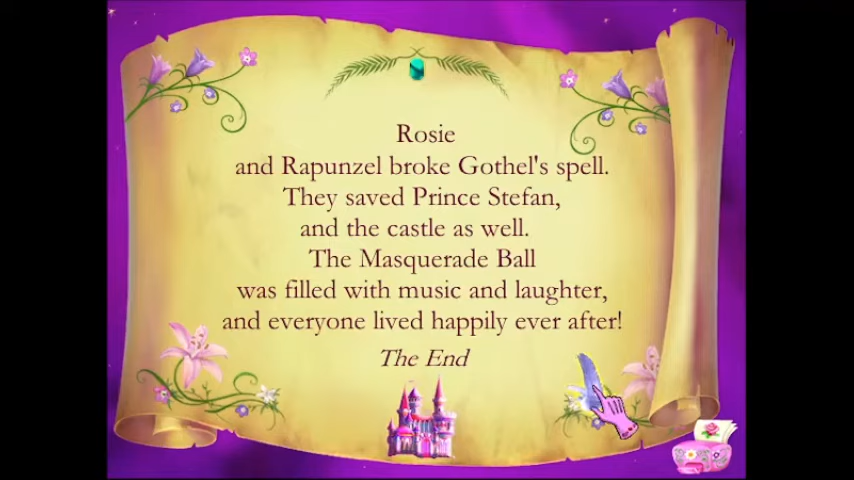 Rosie
and Rapunzel broke Gothel's spell.
They saved Prince Stefan,
and the castle as well.
The Masquerade Ball
was filled with music and laughter,
and everyone lived happily ever after!
The End